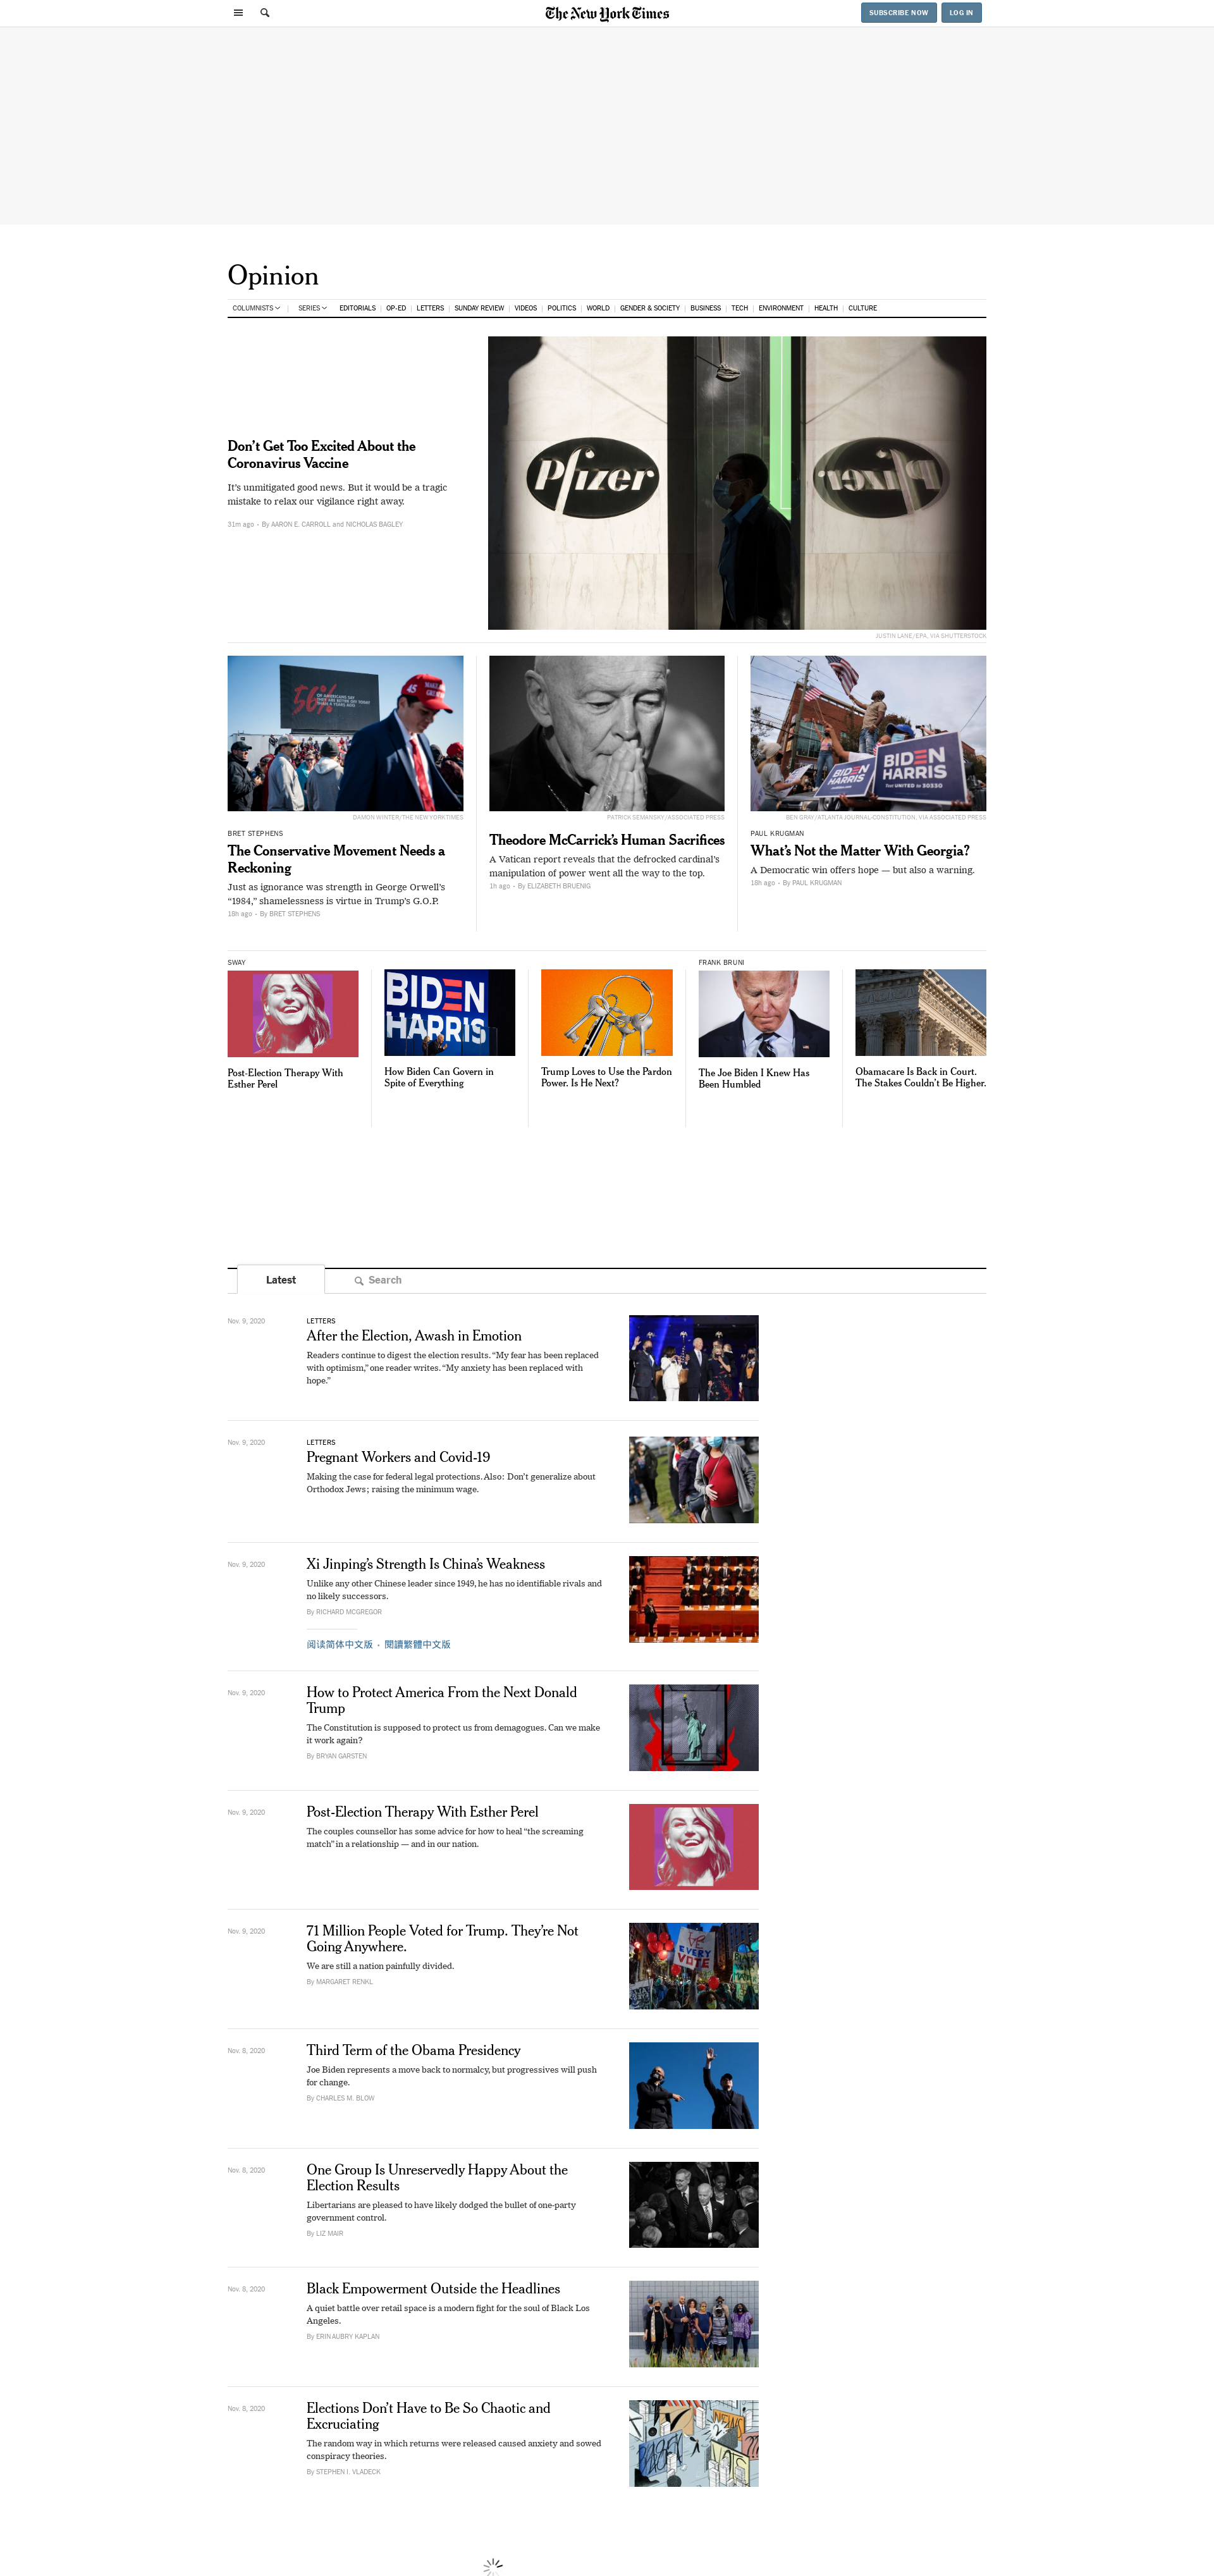 The New York Times
SUBSCRIBE NOW
LOG IN
Opinion
COLUMNISTS
SERIES
EDITORIALS
OP-ED
LETTERS
SUNDAY REVIEW
VIDEOS
POLITICS
WORLD
GENDER & SOCIETY
BUSINESS
TECH
ENVIRONMENT
HEALTH
CULTURE
Don’t Get Too Excited About the
Coronavirus Vaccine
It’s unmitigated good news. But it would be a tragic
mistake to relax our vigilance right away.
31m ago - By AARON E. CARROLL and NICHOLAS BAGLEY
Pfizer
Pfizer
JUSTIN LANE/EPA, VIA SHUTTERSTOCK
56%
45
DAMON WINTER/THE NEW YORK TIMES
BRET STEPHENS
The Conservative Movement Needs a
Reckoning
Just as ignorance was strength in George Orwell’s
“1984,” shamelessness is virtue in Trump’s G.O.P.
18h ago - By BRET STEPHENS
PATRICK SEMANSKY/ASSOCIATED PRESS
Theodore McCarrick’s Human Sacrifices
A Vatican report reveals that the defrocked cardinal’s
manipulation of power went all the way to the top.
1h ago - By ELIZABETH BRUENIG
BIDEN
HARRIS
BIDEN
HARRIS
Text UNITED to 30330
BEN GRAY/ATLANTA JOURNAL-CONSTITUTION, VIA ASSOCIATED PRESS
PAUL KRUGMAN
What’s Not the Matter With Georgia?
A Democratic win offers hope — but also a warning.
18h ago - By PAUL KRUGMAN
SWAY
Post-Election Therapy With
Esther Perel
BIDEN
HARRIS
How Biden Can Govern in
Spite of Everything
Trump Loves to Use the Pardon
Power. Is He Next?
FRANK BRUNI
The Joe Biden I Knew Has
Been Humbled
Obamacare Is Back in Court.
The Stakes Couldn’t Be Higher.
Latest
Search
Nov. 9, 2020
LETTERS
After the Election, Awash in Emotion
Readers continue to digest the election results. “My fear has been replaced
with optimism,” one reader writes. “My anxiety has been replaced with
hope.”
Nov. 9, 2020
LETTERS
Pregnant Workers and Covid-19
Making the case for federal legal protections. Also: Don’t generalize about
Orthodox Jews; raising the minimum wage.
Nov. 9, 2020
Xi Jinping’s Strength Is China’s Weakness
Unlike any other Chinese leader since 1949, he has no identifiable rivals and
no likely successors.
By RICHARD MCGREGOR
阅读简体中文版 • 閱讀繁體中文版
Nov. 9, 2020
How to Protect America From the Next Donald
Trump
The Constitution is supposed to protect us from demagogues. Can we make
it work again?
By BRYAN GARSTEN
Nov. 9, 2020
Post-Election Therapy With Esther Perel
The couples counsellor has some advice for how to heal “the screaming
match” in a relationship — and in our nation.
Nov. 9, 2020
71 Million People Voted for Trump. They’re Not
Going Anywhere.
We are still a nation painfully divided.
By MARGARET RENKL
EVERY
VOTE
Nov. 8, 2020
Third Term of the Obama Presidency
Joe Biden represents a move back to normalcy, but progressives will push
for change.
By CHARLES M. BLOW
Nov. 8, 2020
One Group Is Unreservedly Happy About the
Election Results
Libertarians are pleased to have likely dodged the bullet of one-party
government control.
By LIZ MAIR
Nov. 8, 2020
Black Empowerment Outside the Headlines
A quiet battle over retail space is a modern fight for the soul of Black Los
Angeles.
By ERIN AUBRY KAPLAN
Nov. 8, 2020
Elections Don’t Have to Be So Chaotic and
Excruciating
The random way in which returns were released caused anxiety and sowed
conspiracy theories.
By STEPHEN I. VLADECK
NEWS